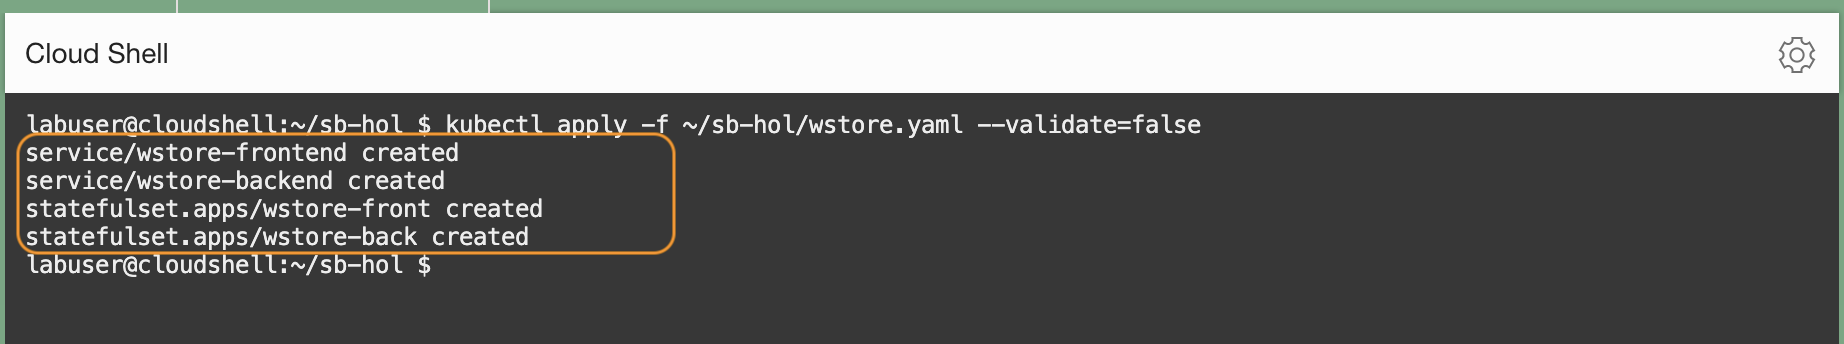 Cloud Shell
labuser@cloudshell:~/sb-hol $ kubectl apply -f ~/sb-hol/wstore.yaml --validate=false
service/wstore-frontend created
service/wstore-backend created
statefulset.apps/wstore-front created
statefulset.apps/wstore-back created
labuser@cloudshell:~/sb-hol $